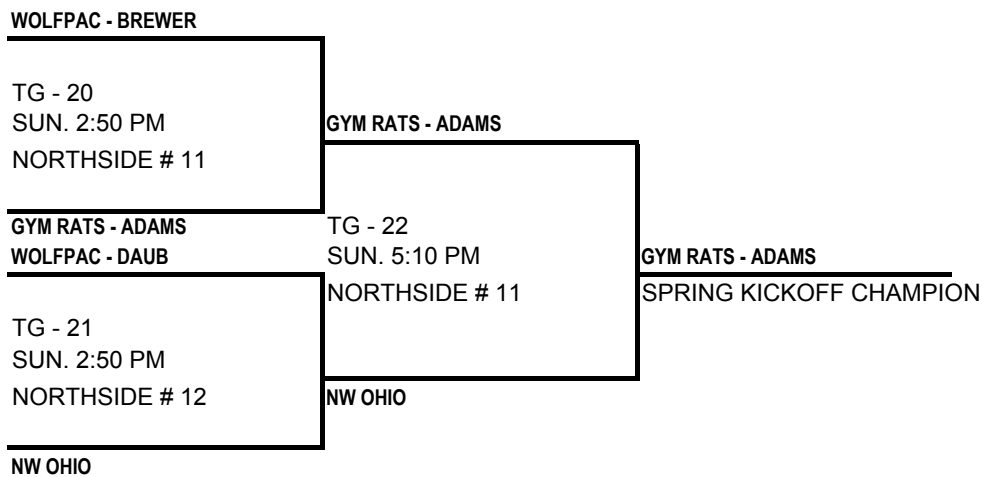 WOLFPAC - BREWER
TG - 20
SUN. 2:50 PM
NORTHSIDE # 11
GYM RATS - ADAMS
GYM RATS - ADAMS
WOLFPAC - DAUB
TG - 22
SUN. 5:10 PM
NORTHSIDE # 11
GYM RATS - ADAMS
SPRING KICKOFF CHAMPION
TG - 21
SUN. 2:50 PM
NORTHSIDE # 12
NW OHIO
NW OHIO